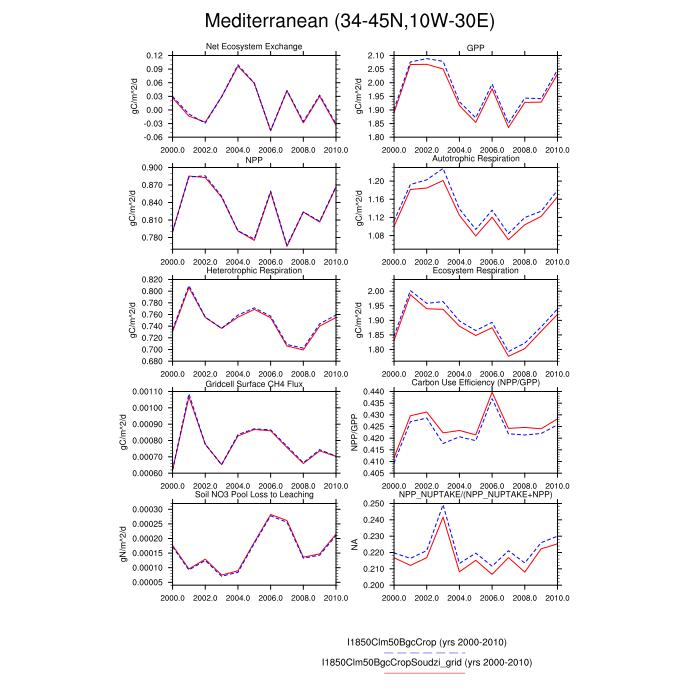 Mediterranean (34-45N,10W-30E)
Net Ecosystem Exchange
GPP
gC/m^2/d
0.12
0.09
0.06
0.03
0.00
-0.03
-0.06
2000.0 2002.0 2004.0 2006.0 2008.0 2010.0
gC/m^2/d
2.10
2.05
2.00
1.95
1.90
1.85
1.80
2000.0 2002.0 2004.0 2006.0 2008.0 2010.0
NPP
Autotrophic Respiration
gC/m^2/d
0.900
0.870
0.840
0.810
0.780
2000.0 2002.0 2004.0 2006.0 2008.0 2010.0
gC/m^2/d
1.20
1.16
1.12
1.08
2000.0 2002.0 2004.0 2006.0 2008.0 2010.0
Heterotrophic Respiration
Ecosystem Respiration
gC/m^2/d
0.820
0.800
0.780
0.760
0.740
0.720
0.700
0.680
2000.0 2002.0 2004.0 2006.0 2008.0 2010.0
gC/m^2/d
2.00
1.95
1.90
1.85
1.80
2000.0 2002.0 2004.0 2006.0 2008.0 2010.0
Gridcell Surface CH4 Flux
Carbon Use Efficiency (NPP/GPP)
gC/m^2/d
0.00110
0.00100
0.00090
0.00080
0.00070
0.00060
2000.0 2002.0 2004.0 2006.0 2008.0 2010.0
NPP/GPP
0.440
0.435
0.430
0.425
0.420
0.415
0.410
0.405
2000.0 2002.0 2004.0 2006.0 2008.0 2010.0
Soil NO3 Pool Loss to Leaching
NPP_NUPTAKE/(NPP_NUPTAKE+NPP)
gN/m^2/d
0.00030
0.00025
0.00020
0.00015
0.00010
0.00005
2000.0 2002.0 2004.0 2006.0 2008.0 2010.0
NA
0.250
0.240
0.230
0.220
0.210
0.200
2000.0 2002.0 2004.0 2006.0 2008.0 2010.0
I1850Clm50BgcCrop (yrs 2000-2010)
I1850Clm50BgcCropSoudzi_grid (yrs 2000-2010)